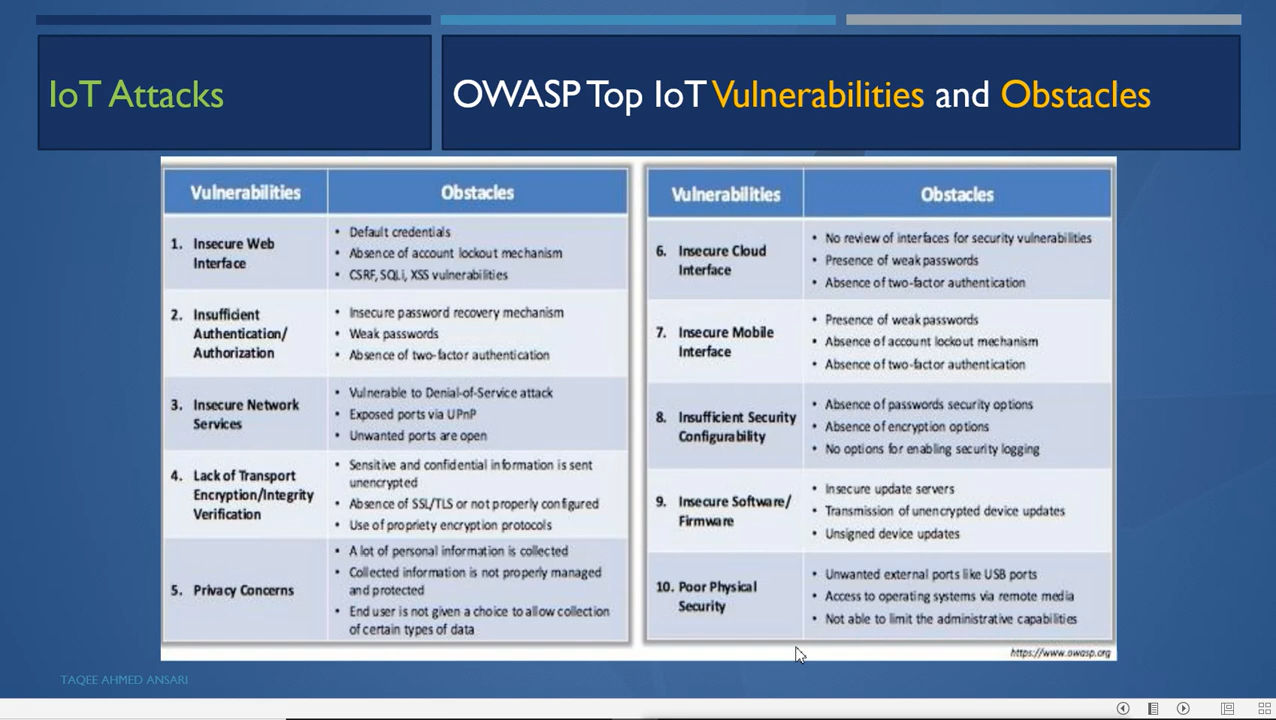 IoT Attacks
OWASP Top IoT Vulnerabilities and Obstacles
Vulnerabilities
Obstacles
1. Insecure Web
Interface
• Default credentials
• Absence of account lockout mechanism
• CSRF, SQLi, XSS vulnerabilities
2. Insufficient
Authentication/
Authorization
• Insecure password recovery mechanism
• Weak passwords
• Absence of two-factor authentication
3. Insecure Network
Services
• Vulnerable to Denial-of-Service attack
• Exposed ports via UPnP
• Unwanted ports are open
4. Lack of Transport
Encryption/Integrity
Verification
• Sensitive and confidential information is sent
unencrypted
• Absence of SSL/TLS or not properly configured
• Use of propriety encryption protocols
5. Privacy Concerns
• A lot of personal information is collected
• Collected information is not properly managed
and protected
• End user is not given a choice to allow collection
of certain types of data
Vulnerabilities
Obstacles
6. Insecure Cloud
Interface
• No review of interfaces for security vulnerabilities
• Presence of weak passwords
• Absence of two-factor authentication
7. Insecure Mobile
Interface
• Presence of weak passwords
• Absence of account lockout mechanism
• Absence of two-factor authentication
8. Insufficient Security
Configurability
• Absence of passwords security options
• Absence of encryption options
• No options for enabling security logging
9. Insecure Software/
Firmware
• Insecure update servers
• Transmission of unencrypted device updates
• Unsigned device updates
10. Poor Physical
Security
• Unwanted external ports like USB ports
• Access to operating systems via remote media
• Not able to limit the administrative capabilities
https://www.owasp.org
TAQEE AHMED ANSARI